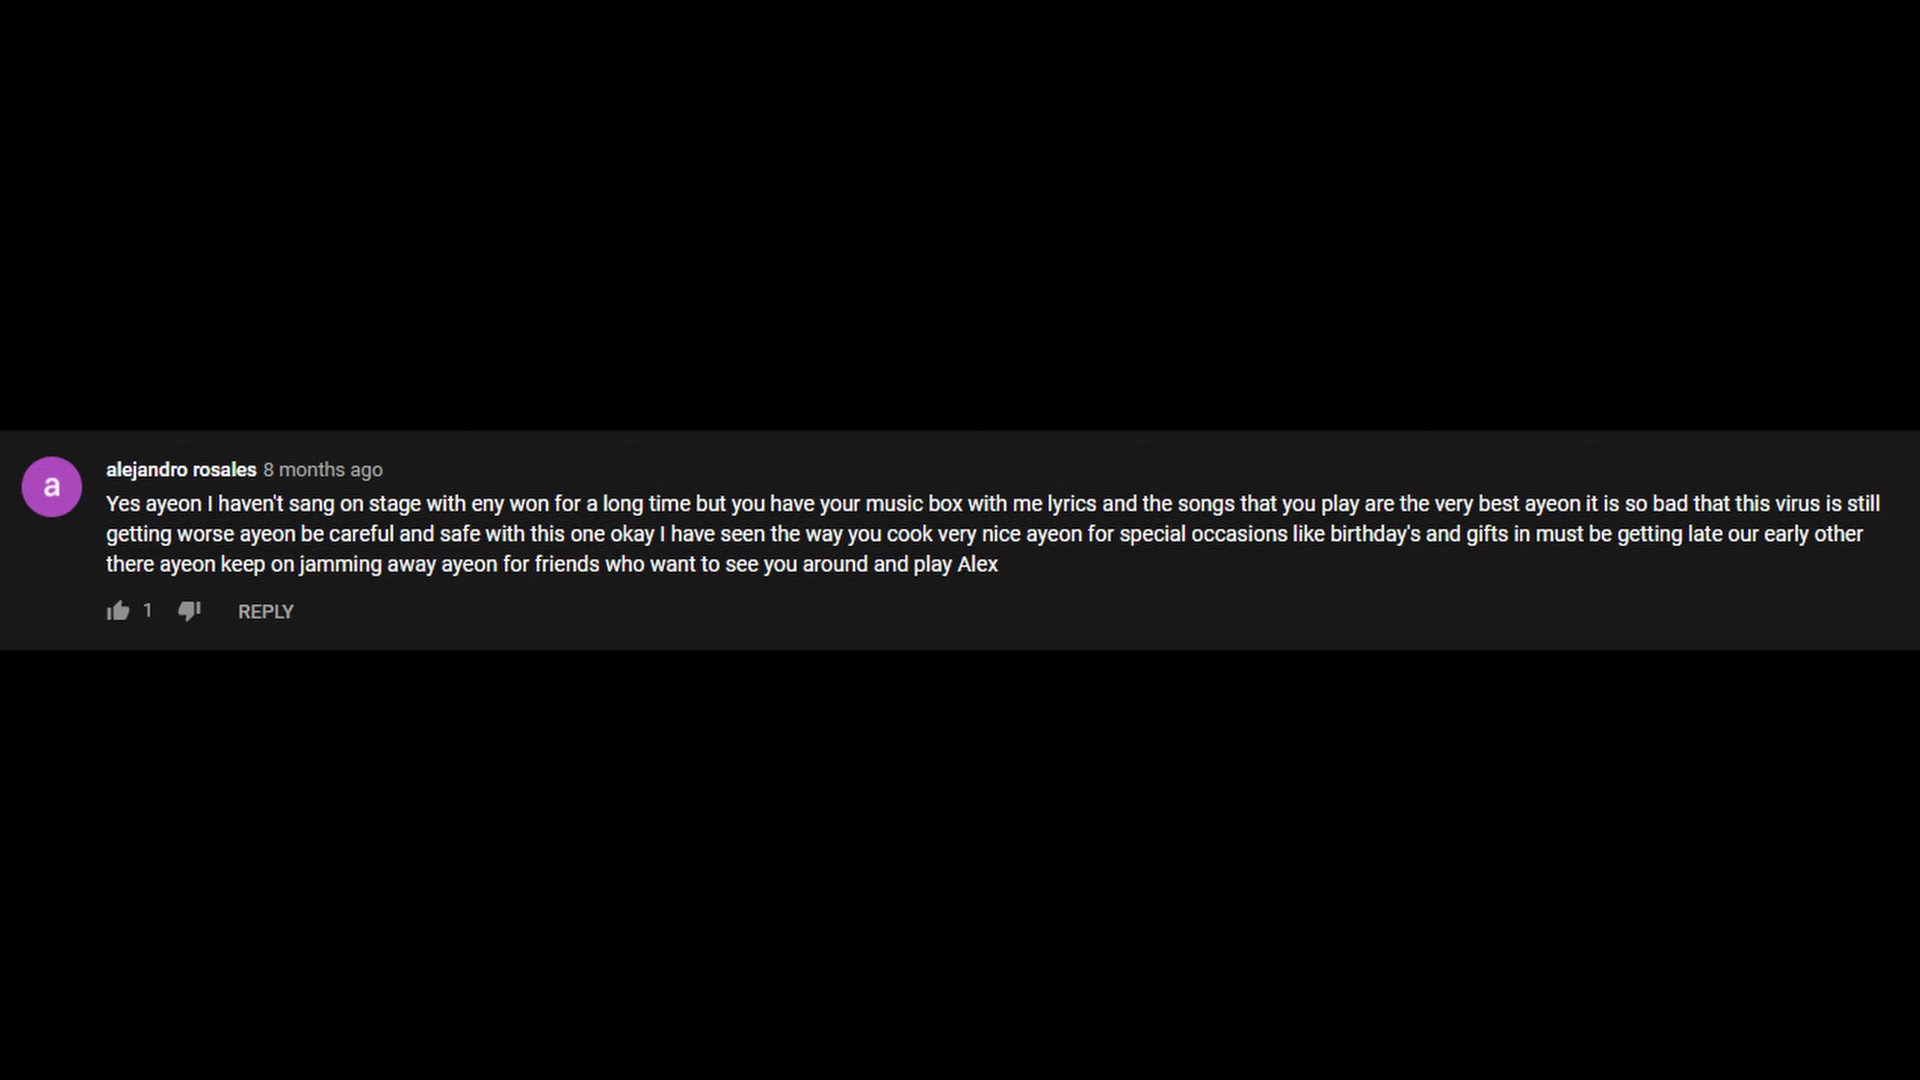 a
alejandro rosales 8 months ago
Yes ayeon I haven't sang on stage with eny won for a long time but you have your music box with me lyrics and the songs that you play are the very best ayeon it is so bad that this virus is still
getting worse ayeon be careful and safe with this one okay I have seen the way you cook very nice ayeon for special occasions like birthday's and gifts in must be getting late our early other
there ayeon keep on jamming away ayeon for friends who want to see you around and play Alex
1 REPLY